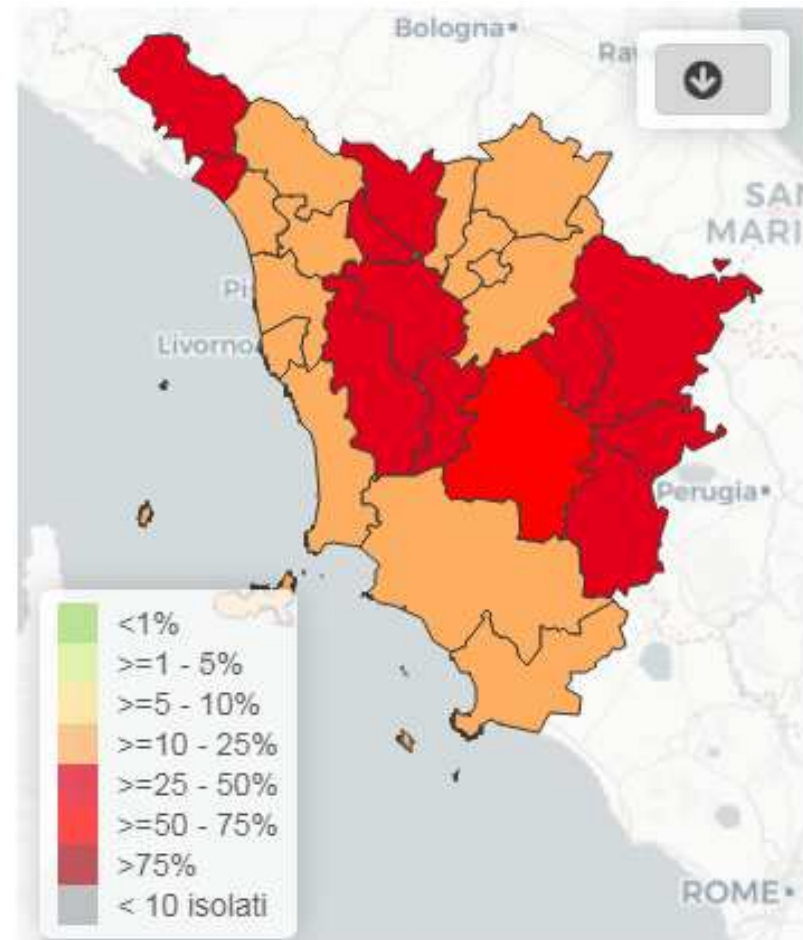 Bologna
Ra
SAN
MARI
Pi
Livorno
Perugia
<1%
>=1 - 5%
>=5 - 10%
>=10 - 25%
>=25 - 50%
>=50 - 75%
>75%
< 10 isolati
ROME